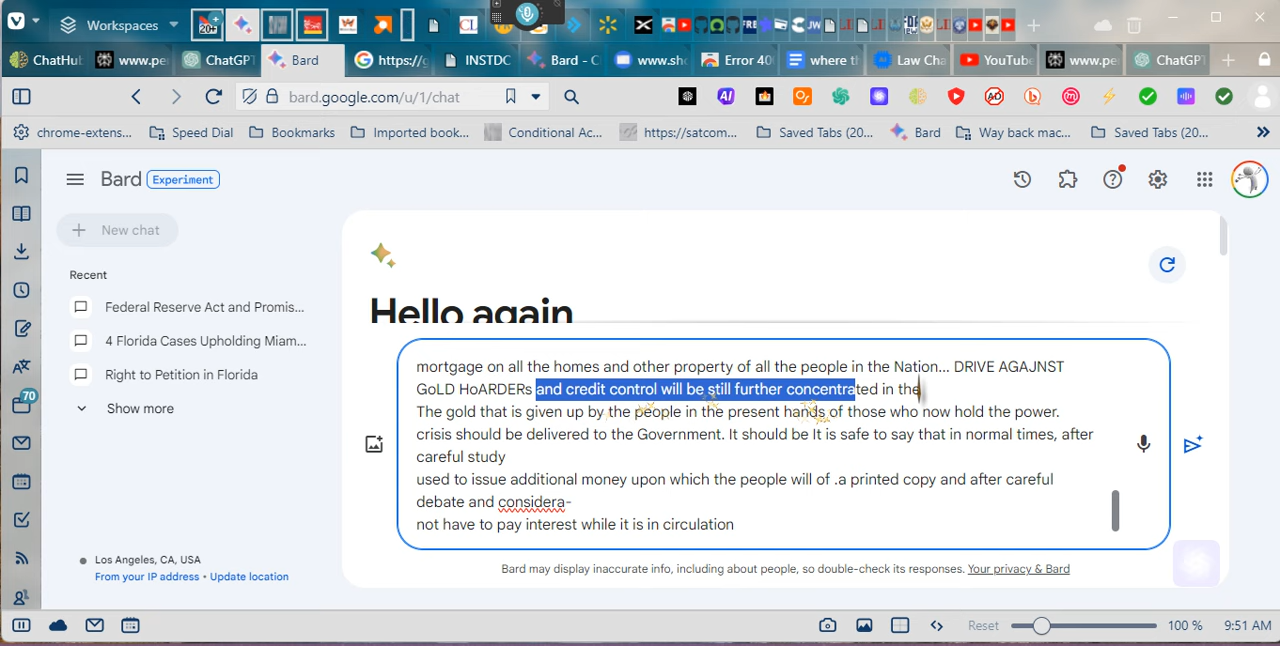 Workspaces
20+
ChatHu
www.pe
ChatGP
Bard
https://g
INSTDC
Bard - C
www.sh
Error 40
where t
Law Cha
YouTube
www.pe
ChatGP
bard.google.com/u/1/chat
chrome-extens...
Speed Dial
Bookmarks
Imported book...
Conditional Ac...
https://satcom...
Saved Tabs (20...
Bard
Way back mac...
Saved Tabs (20...
Bard Experiment
New chat
Recent
Federal Reserve Act and Promis...
4 Florida Cases Upholding Miam...
Right to Petition in Florida
Show more
70
Los Angeles, CA, USA
From your IP address • Update location
Hello again
mortgage on all the homes and other property of all the people in the Nation... DRIVE AGAJNST
GoLD HoARDERs and credit control will be still further concentrated in the
The gold that is given up by the people in the present hands of those who now hold the power.
crisis should be delivered to the Government. It should be It is safe to say that in normal times, after
careful study
used to issue additional money upon which the people will of .a printed copy and after careful
debate and considera-
not have to pay interest while it is in circulation
Bard may display inaccurate info, including about people, so double-check its responses. Your privacy & Bard
Reset
100 %
9:51 AM